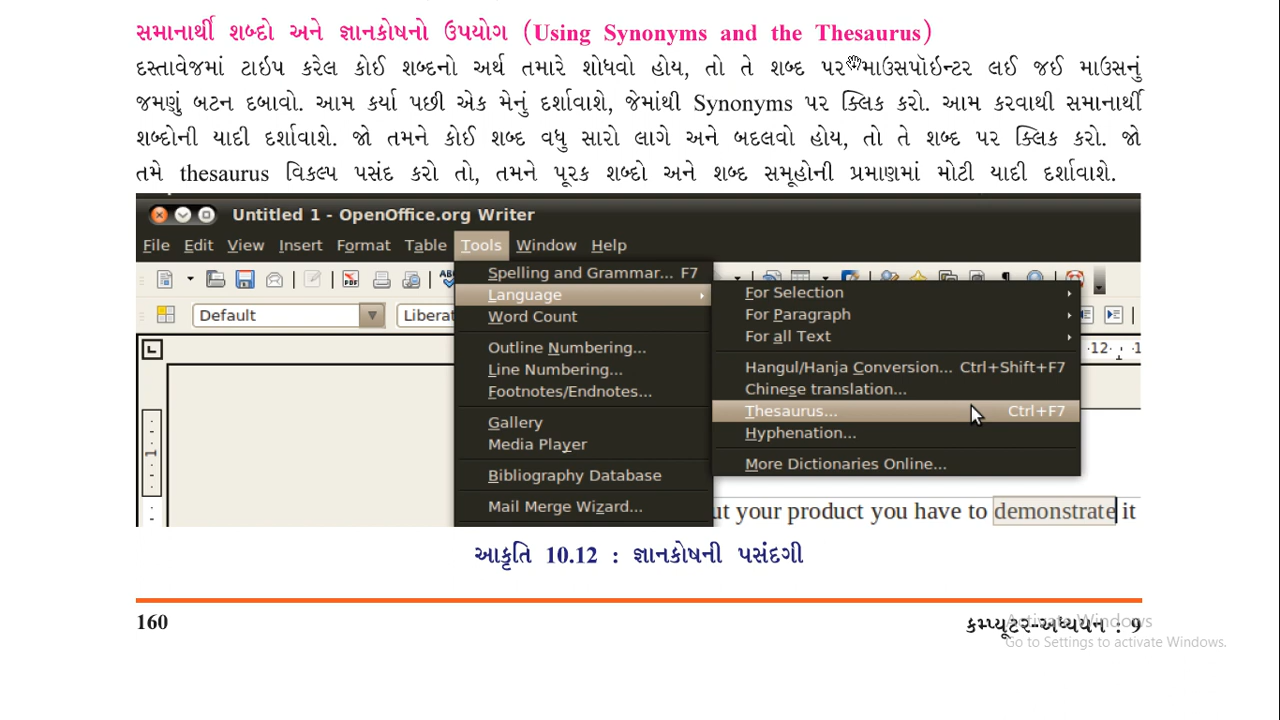 સમાનાર્થી શબ્દો અને જ્ઞાનકોષનો ઉપયોગ (Using Synonyms and the Thesaurus)
દસ્તાવેજમાં ટાઇપ કરેલ કોઈ શબ્દનો અર્થ તમારે શોધવો હોય, તો તે શબ્દ પર માઉસપૉઇન્ટર લઈ જઈ માઉસનું
જમણું બટન દબાવો. આમ કર્યા પછી એક મેનું દર્શાવાશે, જેમાંથી Synonyms પર ક્લિક કરો. આમ કરવાથી સમાનાર્થી
શબ્દોની યાદી દર્શાવાશે. જો તમને કોઈ શબ્દ વધુ સારો લાગે અને બદલવો હોય, તો તે શબ્દ પર ક્લિક કરો. જો
તમે thesaurus વિકલ્પ પસંદ કરો તો, તમને પૂરક શબ્દો અને શબ્દ સમૂહોની પ્રમાણમાં મોટી યાદી દર્શાવાશે.
Untitled 1 - OpenOffice.org Writer
File Edit View Insert Format Table Tools Window Help
Spelling and Grammar... F7
Language
Word Count
Outline Numbering...
Line Numbering...
Footnotes/Endnotes...
Gallery
Media Player
Bibliography Database
Mail Merge Wizard...
For Selection
For Paragraph
For all Text
Hangul/Hanja Conversion... Ctrl+Shift+F7
Chinese translation...
Thesaurus... Ctrl+F7
Hyphenation...
More Dictionaries Online...
Default
12
1
your product you have to demonstrate it
આકૃતિ 10.12 : જ્ઞાનકોષની પસંદગી
160
કમ્પ્યૂટર-અધ્યયન : 9
Activate Windows
Go to Settings to activate Windows.